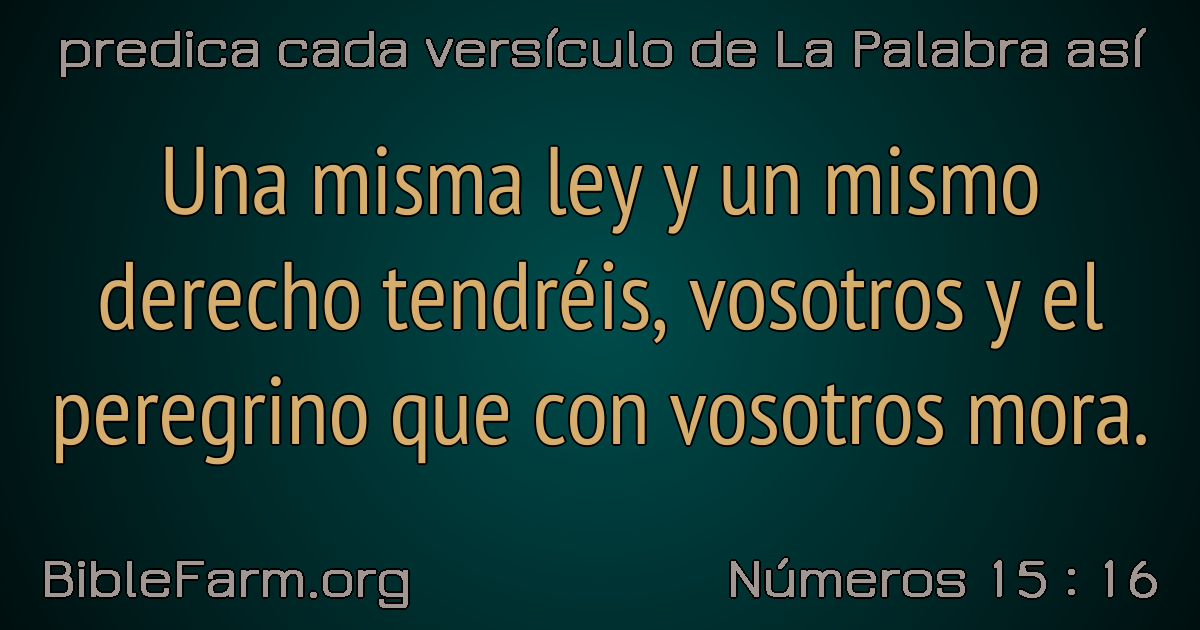 predica cada versículo de La Palabra así
Una misma ley y un mismo
derecho tendréis, vosotros y el
peregrino que con vosotros mora.
BibleFarm.org
Números 15 : 16